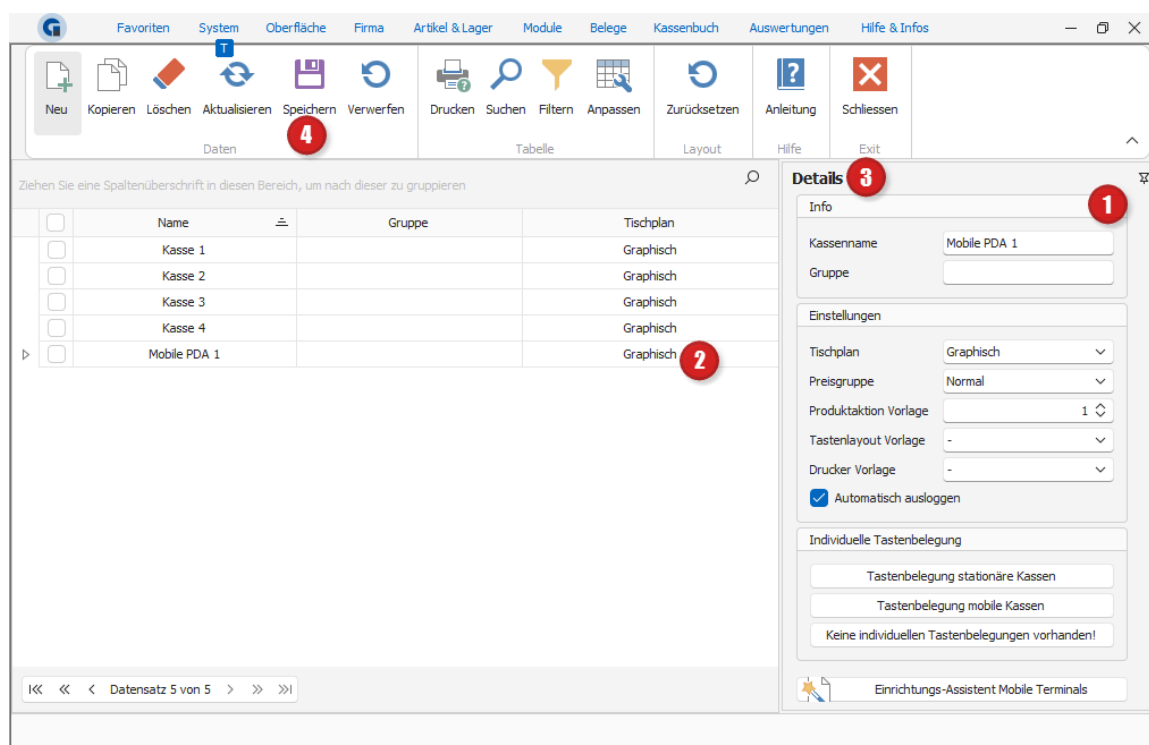 G Favoriten System Oberfläche Firma Artikel & Lager Module Belege Kassenbuch Auswertungen Hilfe & Infos
T
Neu Kopieren Löschen Aktualisieren Speichern Verwerfen Drucken Suchen Filtern Anpassen Zurücksetzen Anleitung Schliessen
4
Daten Tabelle Layout Hilfe Exit
Ziehen Sie eine Spaltenüberschrift in diesen Bereich, um nach dieser zu gruppieren
Name Gruppe Tischplan
Kasse 1 Graphisch
Kasse 2 Graphisch
Kasse 3 Graphisch
Kasse 4 Graphisch
Mobile PDA 1 Graphisch 2
Datensatz 5 von 5
Details 3
Info 1
Kassenname Mobile PDA 1
Gruppe
Einstellungen
Tischplan Graphisch
Preisgruppe Normal
Produktaktion Vorlage 1
Tastenlayout Vorlage -
Drucker Vorlage -
Automatisch ausloggen
Individuelle Tastenbelegung
Tastenbelegung stationäre Kassen
Tastenbelegung mobile Kassen
Keine individuellen Tastenbelegungen vorhanden!
Einrichtungs-Assistent Mobile Terminals